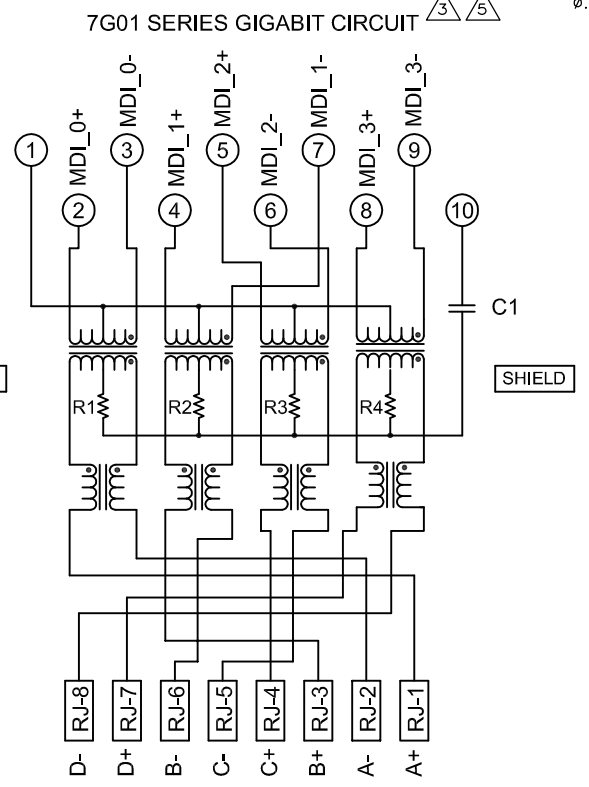 7G01 SERIES GIGABIT CIRCUIT
3
5
ø.
MDI_0+
MDI_0-
MDI_1+
MDI_2+
MDI_2-
MDI_1-
MDI_3+
MDI_3-
1
3
5
7
9
2
4
6
8
10
C1
SHIELD
R1
R2
R3
R4
RJ-8
RJ-7
RJ-6
RJ-5
RJ-4
RJ-3
RJ-2
RJ-1
D-
D+
B-
C-
C+
B+
A-
A+